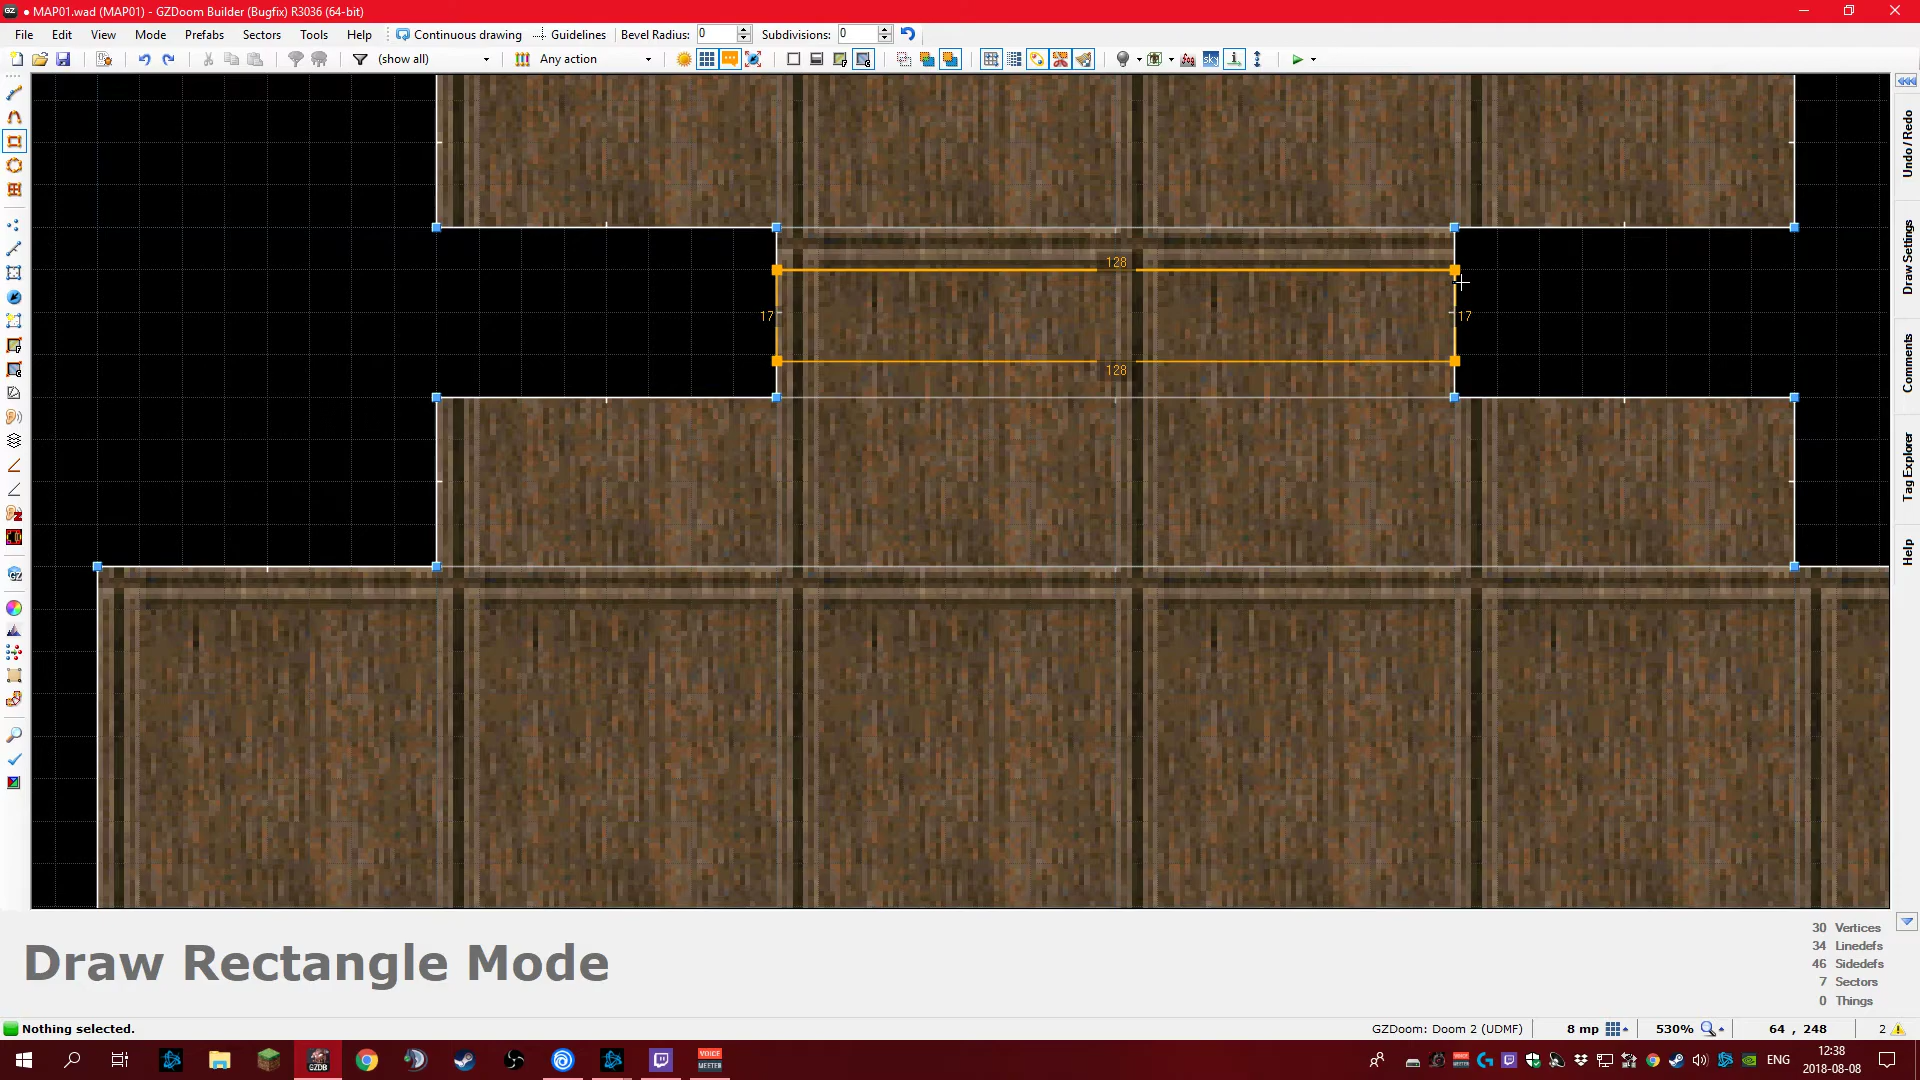 MAP01.wad (MAP01) - GZDoom Builder (Bugfix) R3036 (64-bit)
File Edit View Mode Prefabs Sectors Tools Help Continuous drawing Guidelines Bevel Radius: 0 Subdivisions: 0
(show all) Any action
Undo / Redo
Draw Settings
Comments
Tag Explorer
Help
128
17
17
128
Draw Rectangle Mode
30 Vertices
34 Linedefs
46 Sidedefs
7 Sectors
0 Things
Nothing selected.
GZDoom: Doom 2 (UDMF) 8 mp 530% 64 , 248 2
GZDB
VOICE
MEETER
ENG
12:38
2018-08-08